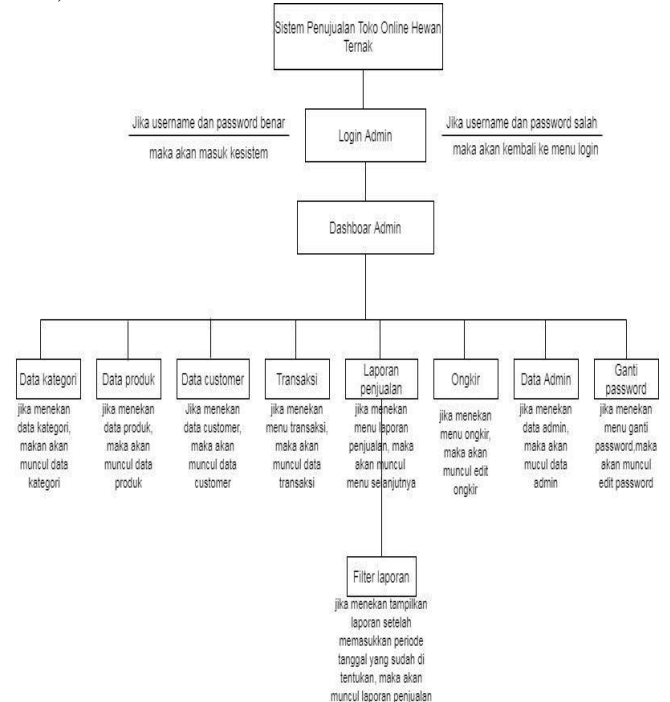 Sistem Penujualan Toko Online Hewan
Ternak
Jika username dan password benar
maka akan masuk kesistem
Login Admin
Jika username dan password salah
maka akan kembali ke menu login
Dashboar Admin
Data kategori
jika menekan
data kategori,
makan akan
muncul data
kategori
Data produk
jika menekan
data produk,
maka akan
muncul data
produk
Data customer
Jika menekan
data customer,
maka akan
muncul data
customer
Transaksi
jika menekan
menu transaksi,
maka akan
muncul data
transaksi
Laporan
penjualan
jika menekan
menu laporan
penjualan, maka
akan muncul
menu selanjutnya
Ongkir
jika menekan
menu ongkir,
maka akan
muncul edit
ongkir
Data Admin
jika menekan
data admin,
maka akan
mucul data
admin
Ganti
password
jika menekan
menu ganti
password,maka
akan muncul
edit password
Filter laporan
jika menekan tampilkan
laporan setelah
memasukkan periode
tanggal yang sudah di
tentukan, maka akan
muncul laporan penjualan